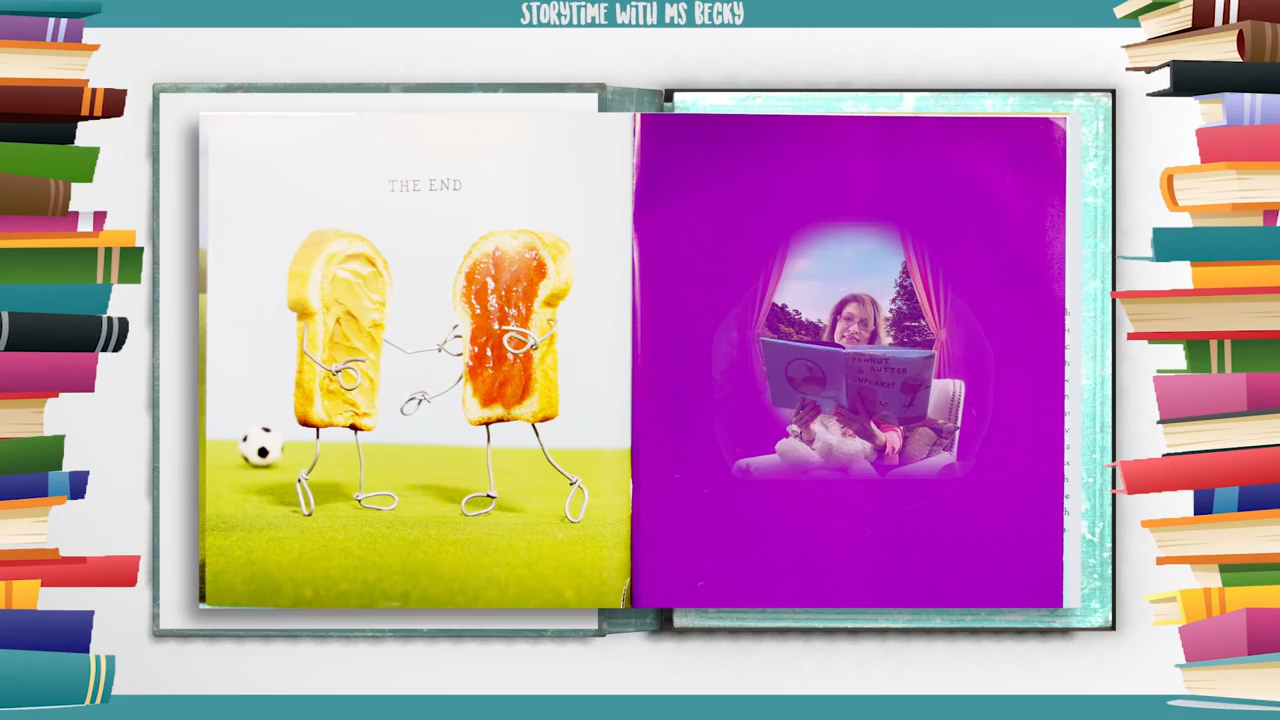 STORYTIME WITH MS BECKY
THE END
PEANUT
BUTTER
&
CUPCAKE!